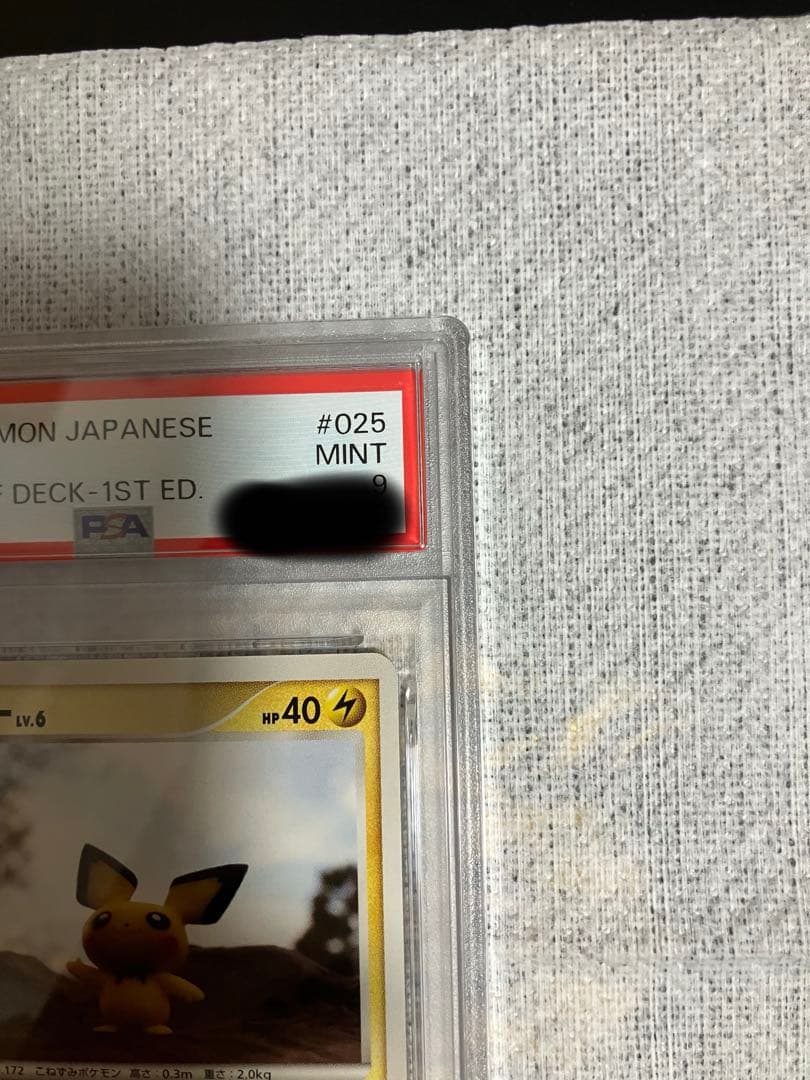 MON JAPANESE #025
MINT
DECK-1ST ED. 9
PSA
ー LV.6 HP40
.172 こねずみポケモン 高さ:0.3m 重さ:2.0kg